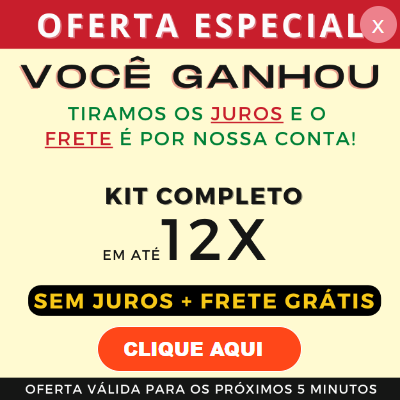 OFERTA ESPECIAL
X
VOCÊ GANHOU
TIRAMOS OS JUROS E O
FRETE É POR NOSSA CONTA!
KIT COMPLETO
EM ATÉ 12X
SEM JUROS + FRETE GRÁTIS
CLIQUE AQUI
OFERTA VÁLIDA PARA OS PRÓXIMOS 5 MINUTOS